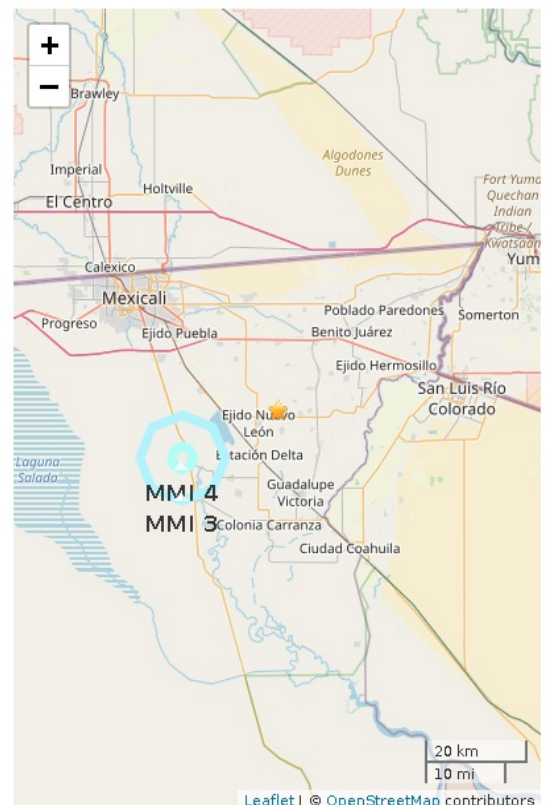 +
−
Brawley
Algodones
Dunes
Imperial
Holtville
El Centro
Fort Yuma
Quechan
Indian
Tribe-/
Kwatsaan
Yum
Calexico
Mexicali
Progreso
Ejido Puebla
Poblado Paredones
Somerton
Benito Juárez
Ejido Hermosillo
San Luis Río
Colorado
Ejido Nuevo
León
Estación Delta
Laguna
Salada
Guadalupe
Victoria
MMI 4
MMI 3
Colonia Carranza
Ciudad Coahuila
20 km
10 mi
Leaflet | © OpenStreetMap contributors